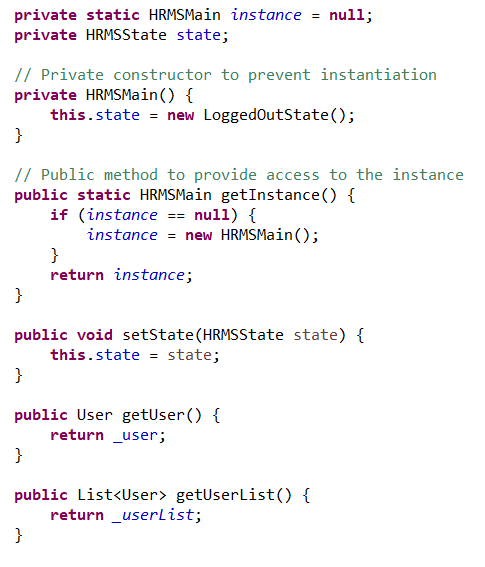 private static HRMSMain instance = null;
private HRMSState state;
// Private constructor to prevent instantiation
private HRMSMain() {
this.state = new LoggedOutState();
}
// Public method to provide access to the instance
public static HRMSMain getInstance() {
if (instance == null) {
instance = new HRMSMain();
}
return instance;
}
public void setState(HRMSState state) {
this.state = state;
}
public User getUser() {
return _user;
}
public List<User> getUserList() {
return _userList;
}